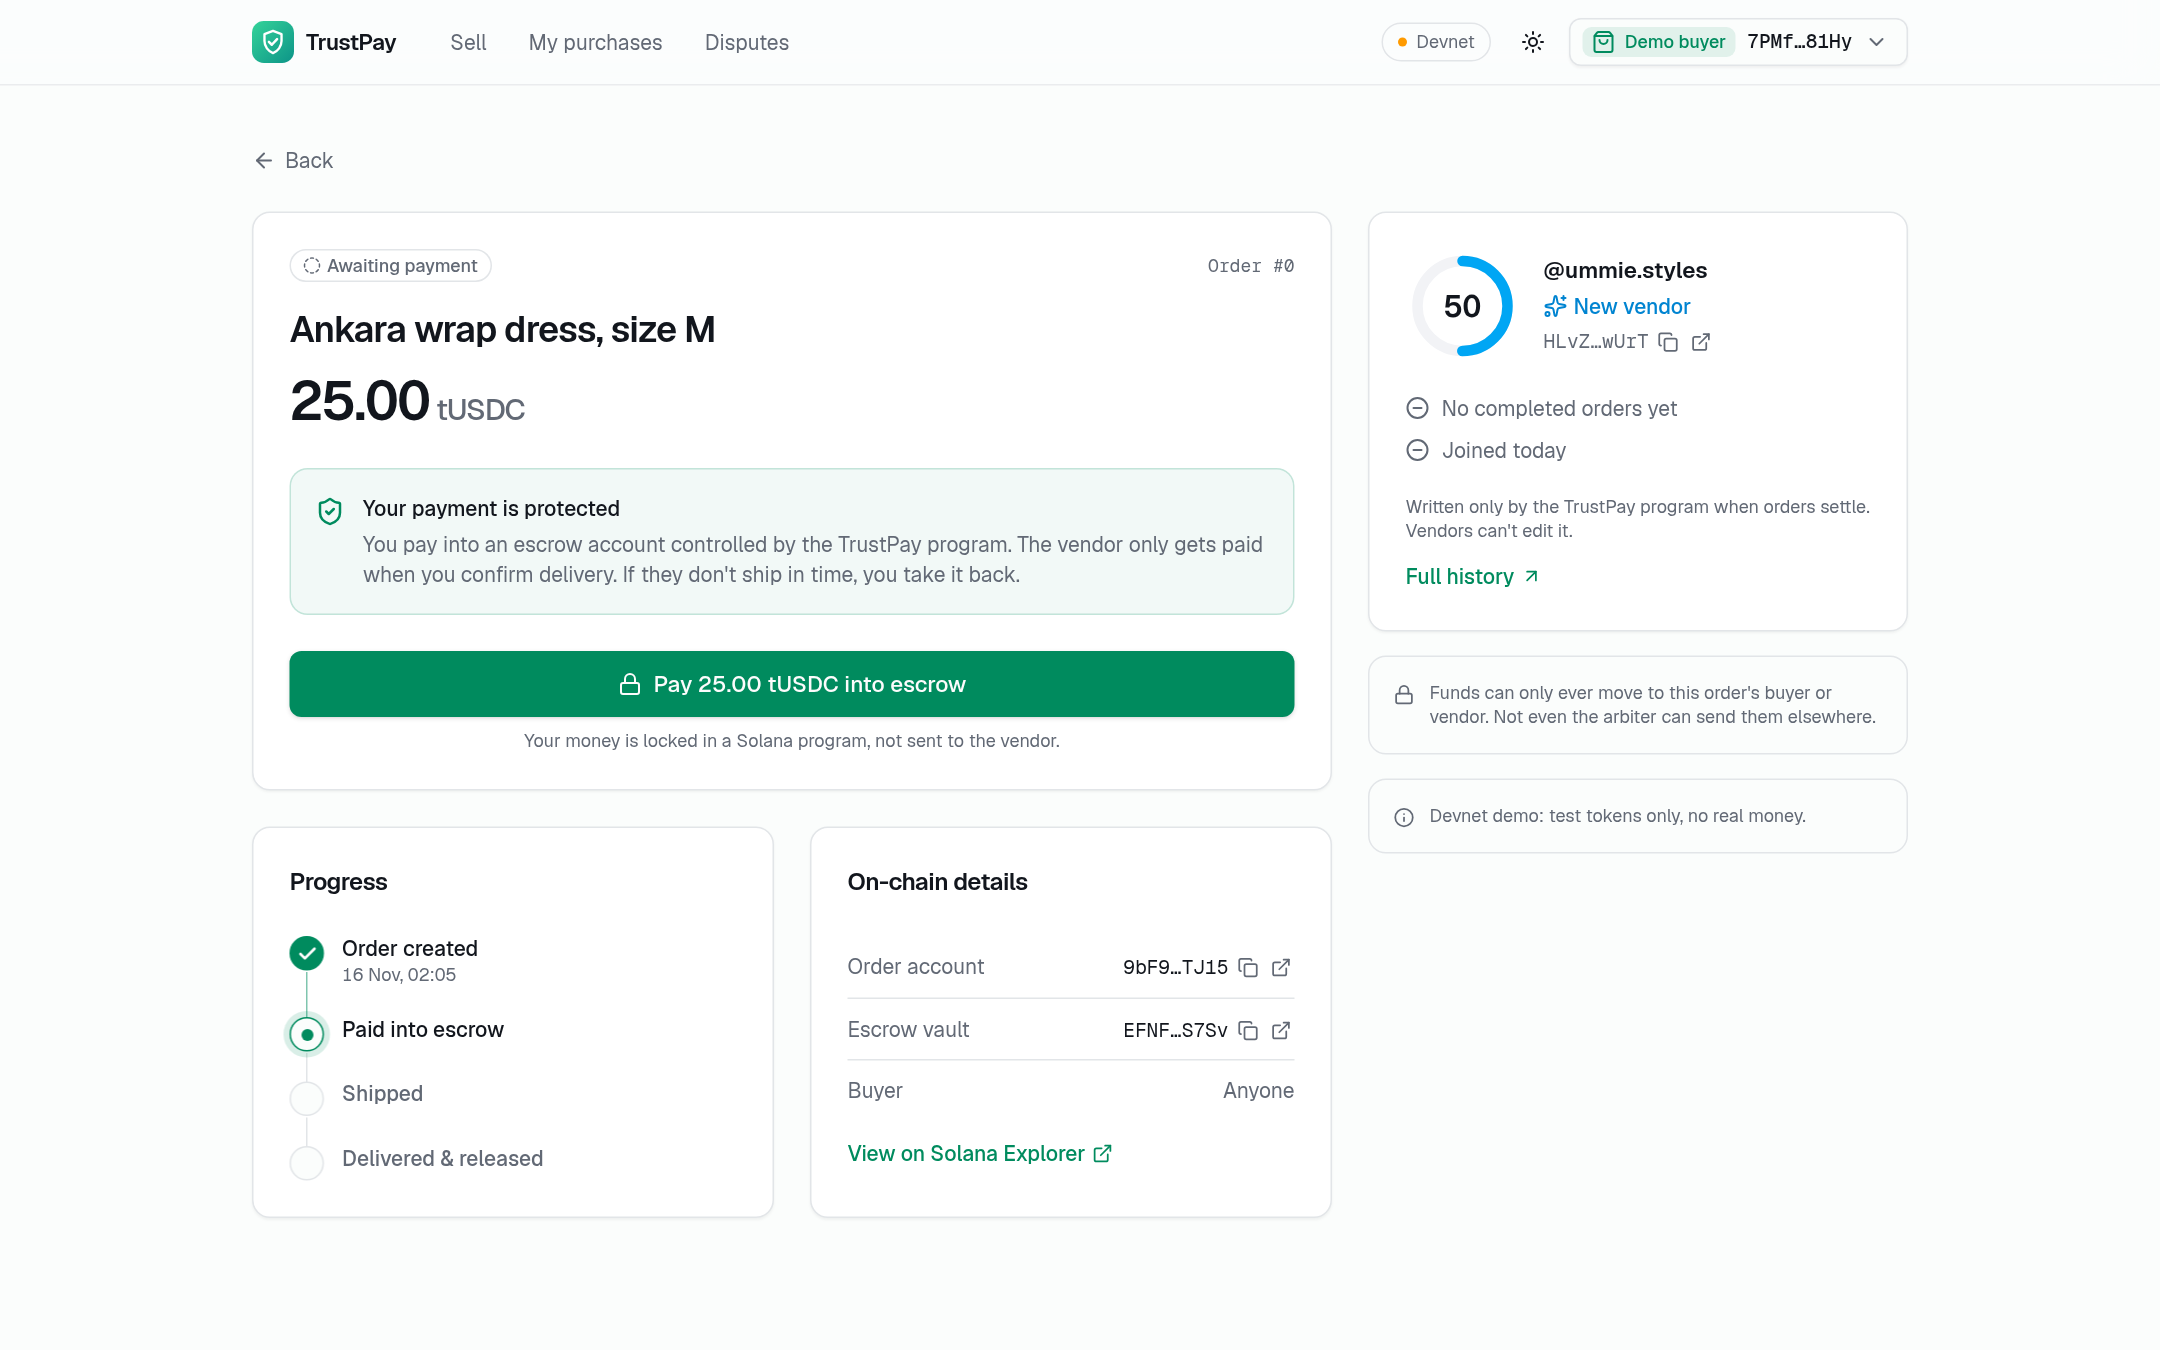 TrustPay
Sell
My purchases
Disputes
Devnet
Demo buyer
7PMf…81Hy
Back
Awaiting payment
Order #0
Ankara wrap dress, size M
25.00 tUSDC
Your payment is protected
You pay into an escrow account controlled by the TrustPay program. The vendor only gets paid
when you confirm delivery. If they don't ship in time, you take it back.
Pay 25.00 tUSDC into escrow
Your money is locked in a Solana program, not sent to the vendor.
Progress
Order created
16 Nov, 02:05
Paid into escrow
Shipped
Delivered & released
On-chain details
Order account
9bF9…TJ15
Escrow vault
EFNF…S7Sv
Buyer
Anyone
View on Solana Explorer
50
@ummie.styles
New vendor
HLvZ…wUrT
No completed orders yet
Joined today
Written only by the TrustPay program when orders settle.
Vendors can't edit it.
Full history
Funds can only ever move to this order's buyer or
vendor. Not even the arbiter can send them elsewhere.
Devnet demo: test tokens only, no real money.